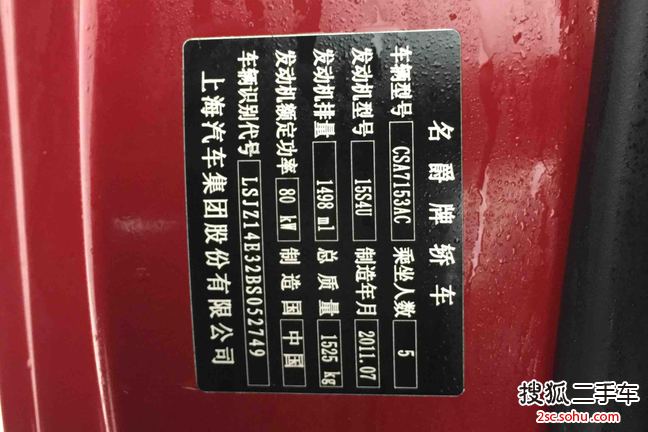 名爵牌轿车
车辆型号 CSA7153AC 乘坐人数 5
发动机型号 15S4U 制造年月 2011.07
发动机排量 1498 ml 总质量 1525 kg
发动机额定功率 80 kW 制造国 中国
车辆识别代号 LSJZ14E32BS052749
上海汽车集团股份有限公司
搜狐二手车
2sc.sohu.com